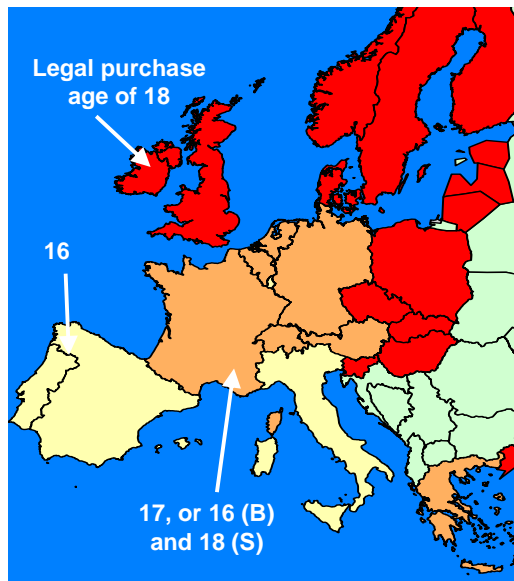 Legal purchase
age of 18
16
17, or 16 (B)
and 18 (S)